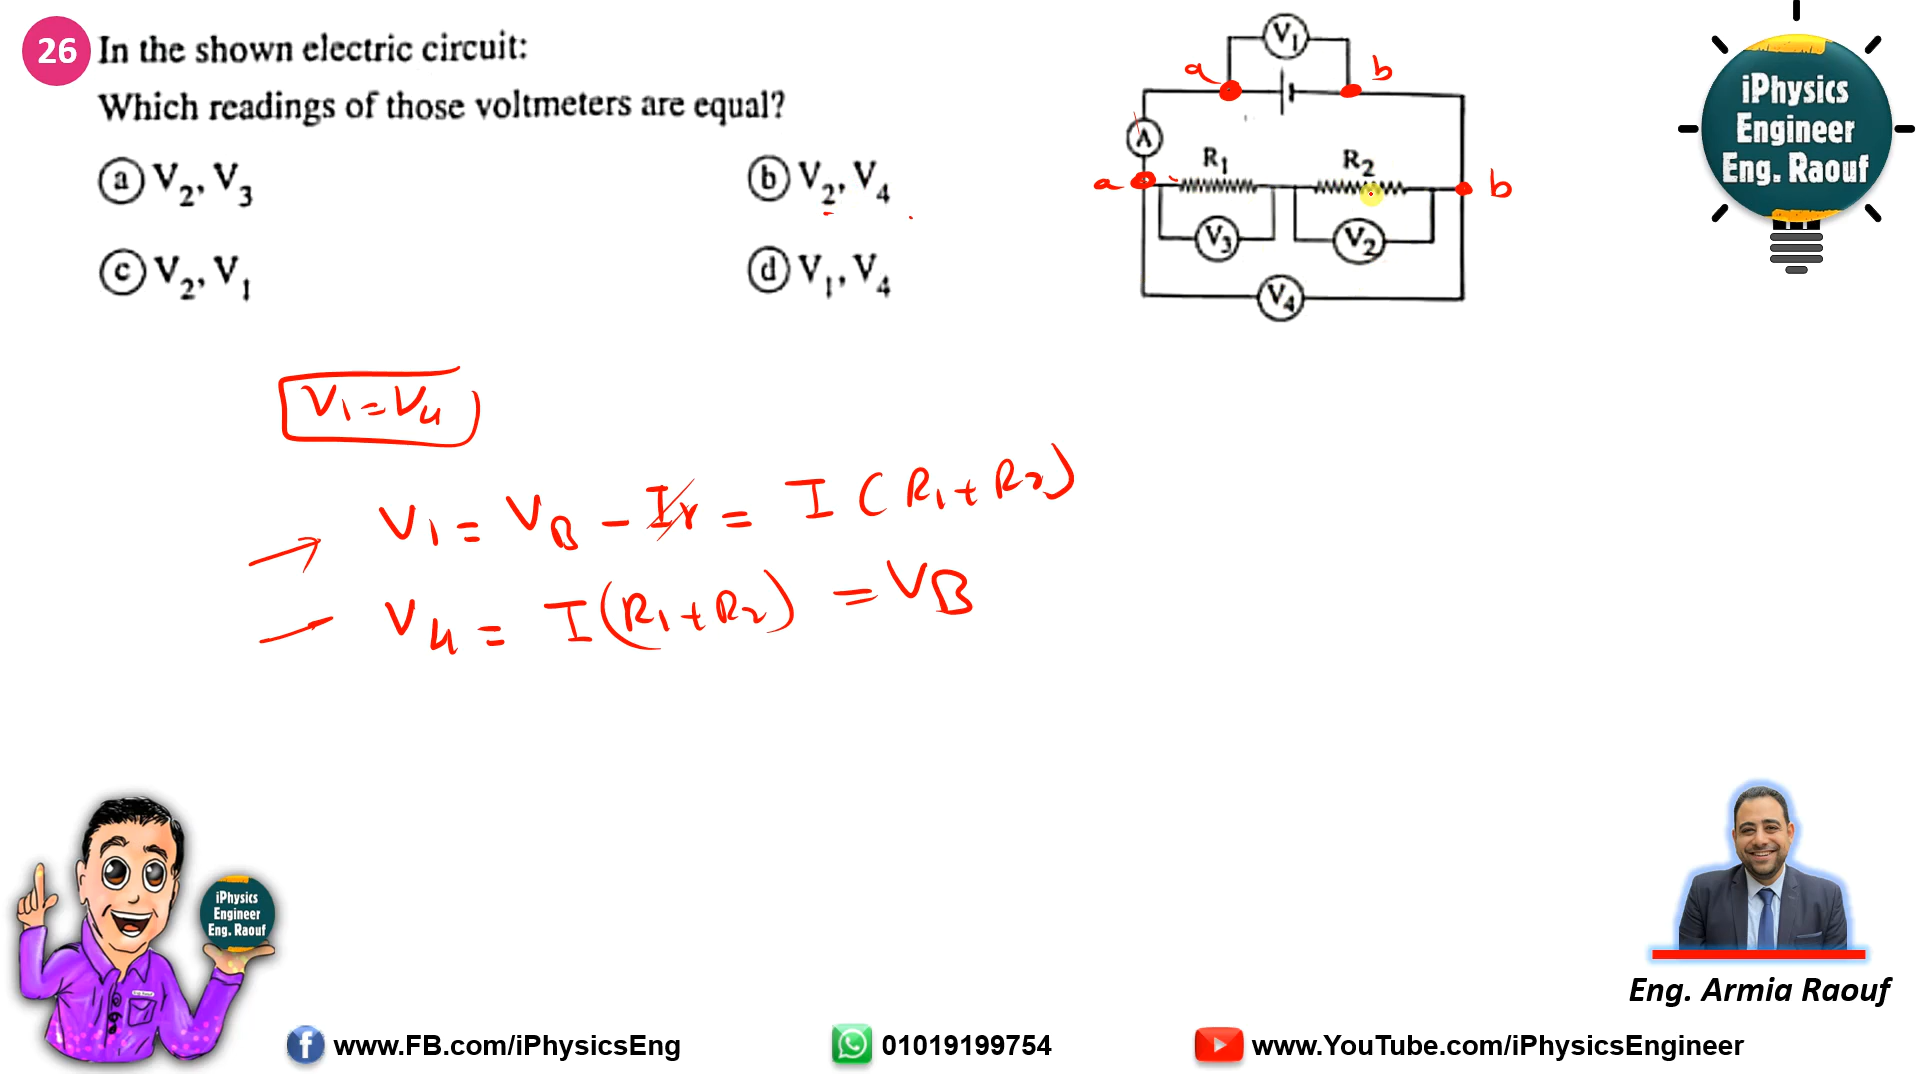 26 In the shown electric circuit:
Which readings of those voltmeters are equal?
(a) V₂, V₃
(b) V₂, V₄
(c) V₂, V₁
(d) V₁, V₄
V₁
a
b
A
R₁
R₂
a
b
V₃
V₂
V₄
iPhysics
Engineer
Eng. Raouf
V₁ = V₄
V₁ = V_B - Ir = I (R₁ + R₂)
V₄ = I (R₁ + R₂) = V_B
iPhysics
Engineer
Eng. Raouf
Eng. Armia Raouf
www.FB.com/iPhysicsEng
01019199754
www.YouTube.com/iPhysicsEngineer